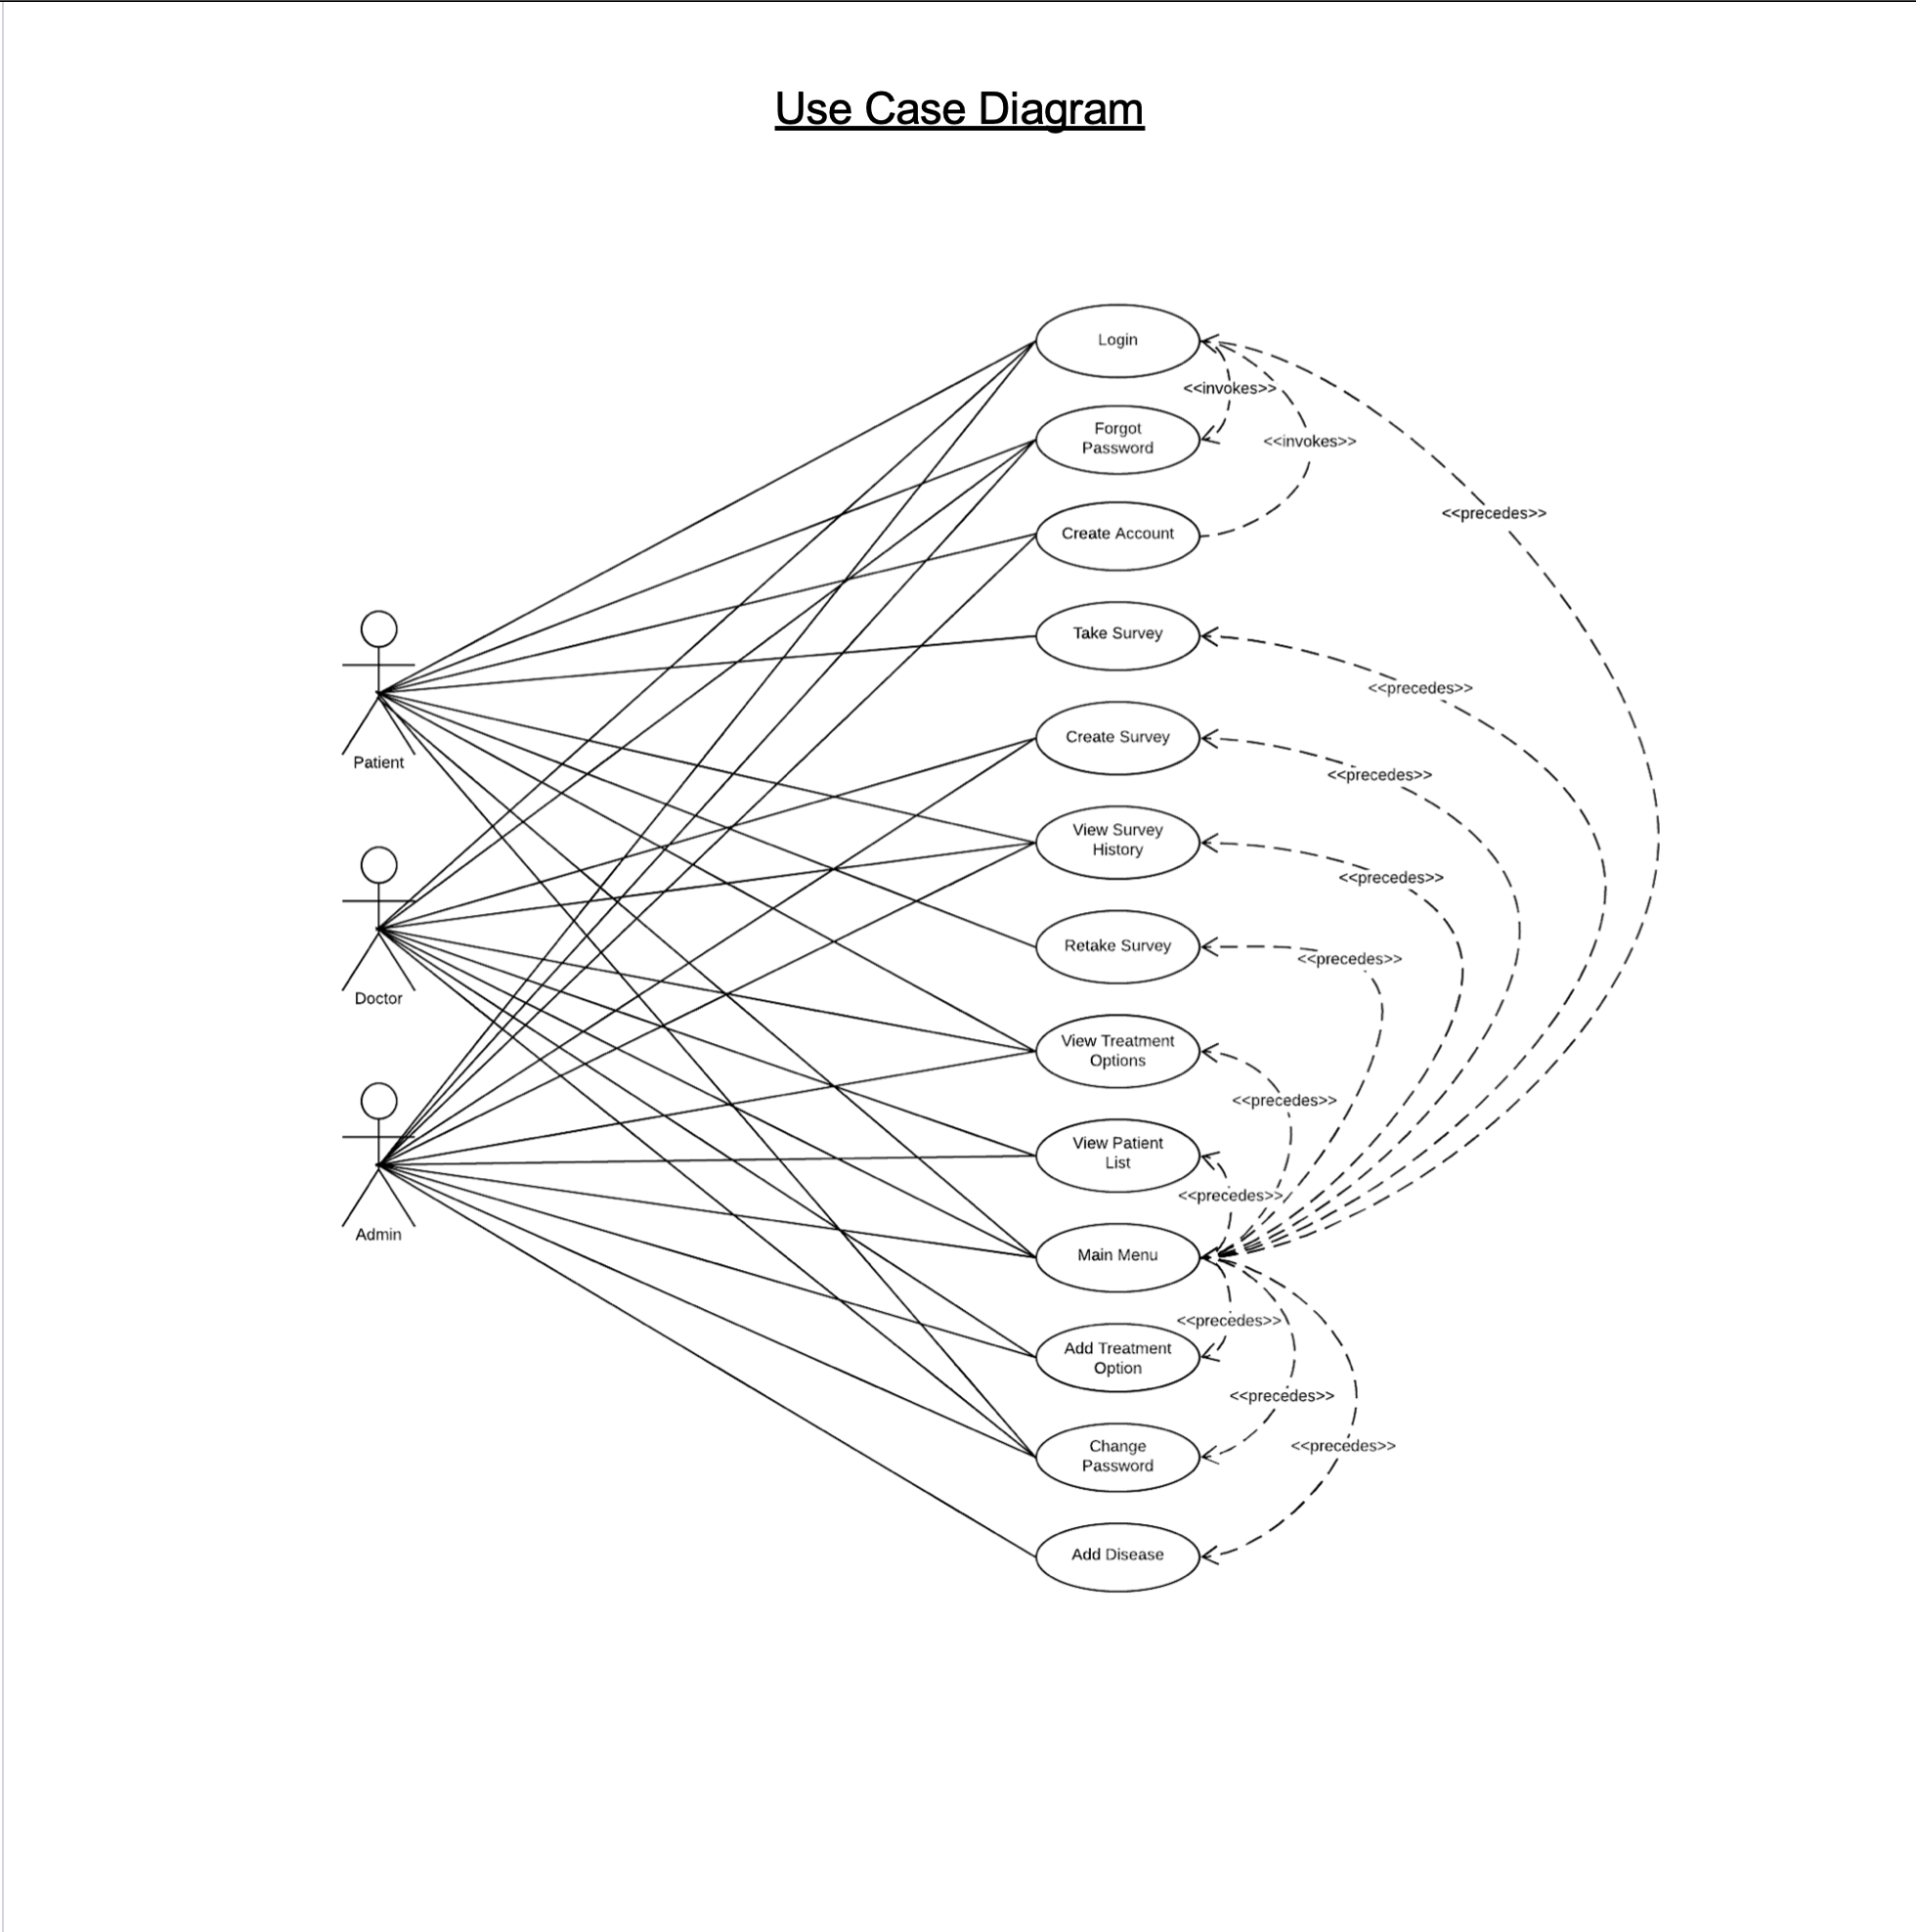 Use Case Diagram
Login
<<invokes>>
Forgot
Password
<<invokes>>
<<precedes>>
Create Account
Take Survey
<<precedes>>
Patient
Create Survey
<<precedes>>
View Survey
History
<<precedes>>
Doctor
Retake Survey
<<precedes>>
View Treatment
Options
<<precedes>>
View Patient
List
<<precedes>>
Admin
Main Menu
<<precedes>>
Add Treatment
Option
<<precedes>>
Change
Password
<<precedes>>
Add Disease